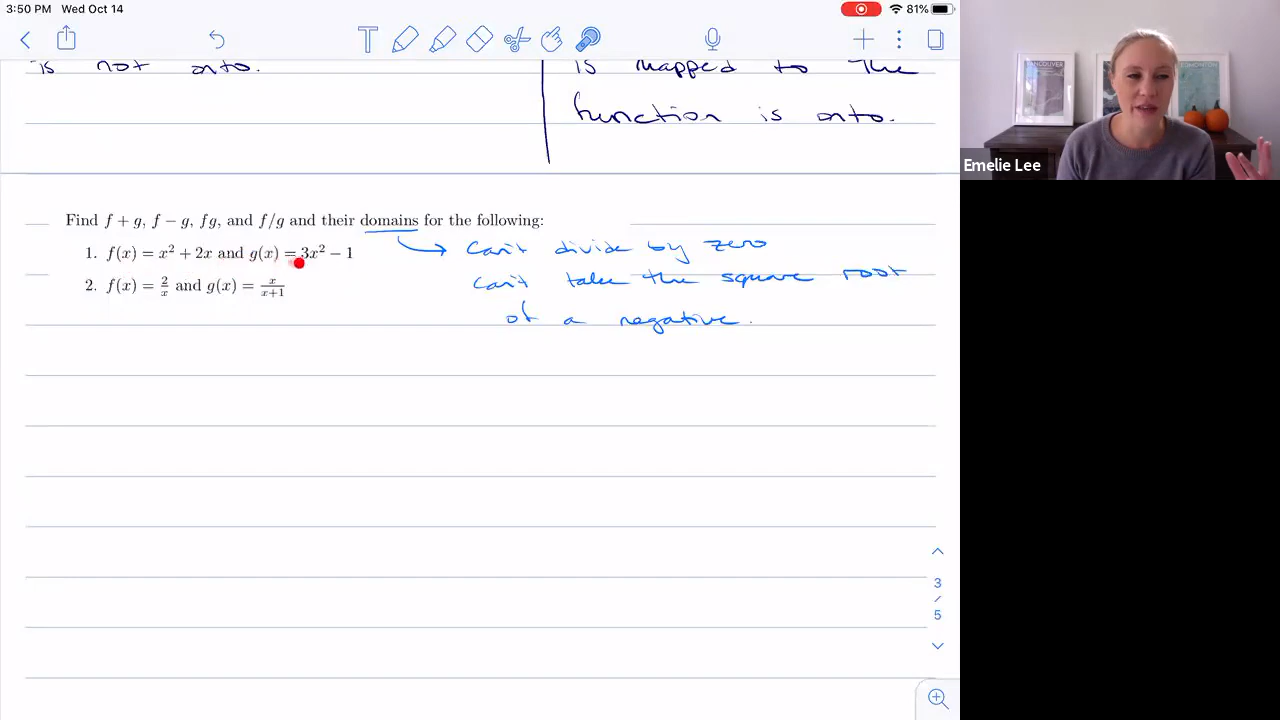 3:50 PM Wed Oct 14
81%
T
is not onto.
is mapped to the
function is onto.
Find f + g, f − g, fg, and f/g and their domains for the following:
1. f(x) = x² + 2x and g(x) = 3x² − 1
2. f(x) = 2/x and g(x) = x/(x+1)
Can't divide by zero
Can't take the square root
of a negative.
3
/
5
VANCOUVER
EDMONTON
Emelie Lee